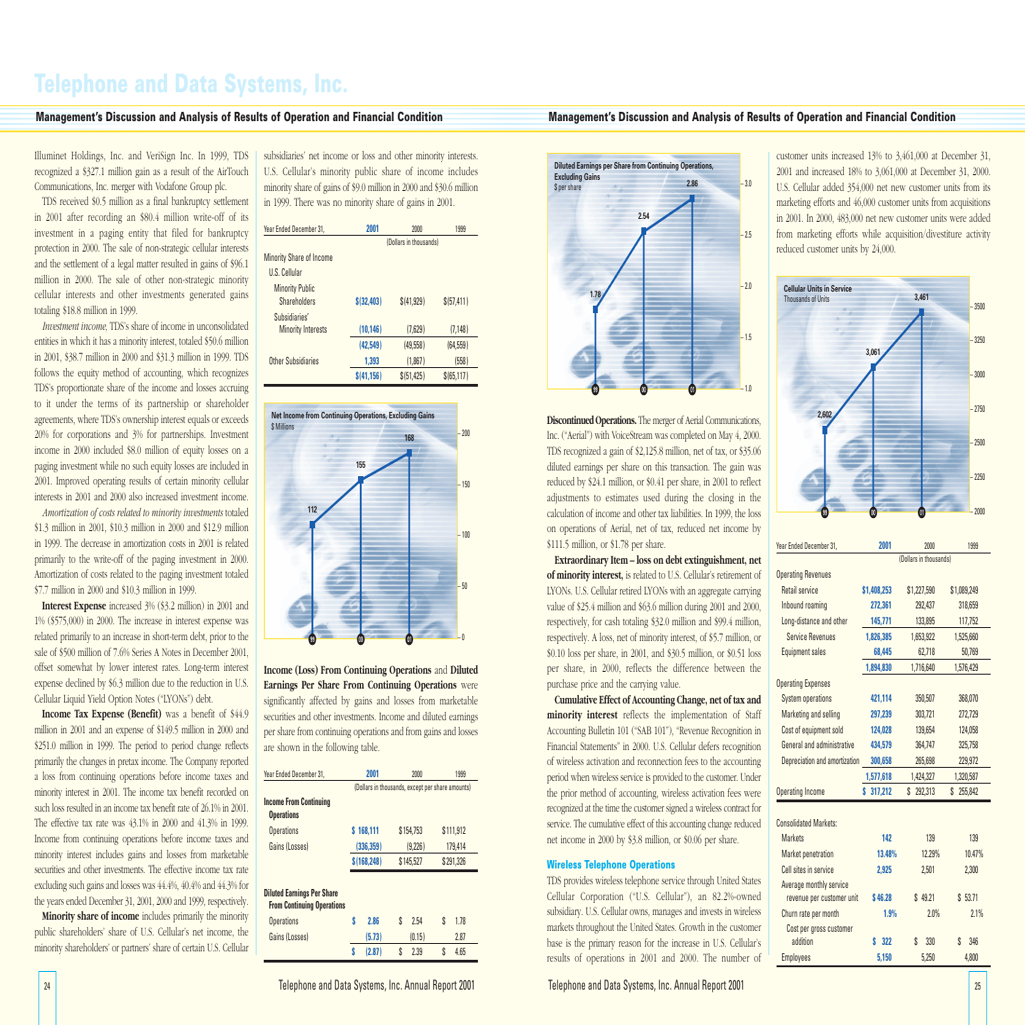 Telephone and Data Systems, Inc.
Management's Discussion and Analysis of Results of Operation and Financial Condition
Illuminet Holdings, Inc. and VeriSign Inc. In 1999, TDS
recognized a $327.1 million gain as a result of the AirTouch
Communications, Inc. merger with Vodafone Group plc.
TDS received $0.5 million as a final bankruptcy settlement
in 2001 after recording an $80.4 million write-off of its
investment in a paging entity that filed for bankruptcy
protection in 2000. The sale of non-strategic cellular interests
and the settlement of a legal matter resulted in gains of $96.1
million in 2000. The sale of other non-strategic minority
cellular interests and other investments generated gains
totaling $18.8 million in 1999.
Investment income, TDS's share of income in unconsolidated
entities in which it has a minority interest, totaled $50.6 million
in 2001, $38.7 million in 2000 and $31.3 million in 1999. TDS
follows the equity method of accounting, which recognizes
TDS's proportionate share of the income and losses accruing
to it under the terms of its partnership or shareholder
agreements, where TDS's ownership interest equals or exceeds
20% for corporations and 3% for partnerships. Investment
income in 2000 included $8.0 million of equity losses on a
paging investment while no such equity losses are included in
2001. Improved operating results of certain minority cellular
interests in 2001 and 2000 also increased investment income.
Amortization of costs related to minority investments totaled
$1.3 million in 2001, $10.3 million in 2000 and $12.9 million
in 1999. The decrease in amortization costs in 2001 is related
primarily to the write-off of the paging investment in 2000.
Amortization of costs related to the paging investment totaled
$7.7 million in 2000 and $10.3 million in 1999.
Interest Expense increased 3% ($3.2 million) in 2001 and
1% ($575,000) in 2000. The increase in interest expense was
related primarily to an increase in short-term debt, prior to the
sale of $500 million of 7.6% Series A Notes in December 2001,
offset somewhat by lower interest rates. Long-term interest
expense declined by $6.3 million due to the reduction in U.S.
Cellular Liquid Yield Option Notes ("LYONs") debt.
Income Tax Expense (Benefit) was a benefit of $44.9
million in 2001 and an expense of $149.5 million in 2000 and
$251.0 million in 1999. The period to period change reflects
primarily the changes in pretax income. The Company reported
a loss from continuing operations before income taxes and
minority interest in 2001. The income tax benefit recorded on
such loss resulted in an income tax benefit rate of 26.1% in 2001.
The effective tax rate was 43.1% in 2000 and 41.3% in 1999.
Income from continuing operations before income taxes and
minority interest includes gains and losses from marketable
securities and other investments. The effective income tax rate
excluding such gains and losses was 44.4%, 40.4% and 44.3% for
the years ended December 31, 2001, 2000 and 1999, respectively.
Minority share of income includes primarily the minority
public shareholders' share of U.S. Cellular's net income, the
minority shareholders' or partners' share of certain U.S. Cellular
subsidiaries' net income or loss and other minority interests.
U.S. Cellular's minority public share of income includes
minority share of gains of $9.0 million in 2000 and $30.6 million
in 1999. There was no minority share of gains in 2001.
Year Ended December 31, 2001 2000 1999
(Dollars in thousands)
Minority Share of Income
U.S. Cellular
Minority Public
Shareholders $(32,403) $(41,929) $(57,411)
Subsidiaries'
Minority Interests (10,146) (7,629) (7,148)
(42,549) (49,558) (64,559)
Other Subsidiaries 1,393 (1,867) (558)
$(41,156) $(51,425) $(65,117)
Net Income from Continuing Operations, Excluding Gains
$ Millions
200
168
155
150
112
100
50
0
99 00 01
Income (Loss) From Continuing Operations and Diluted
Earnings Per Share From Continuing Operations were
significantly affected by gains and losses from marketable
securities and other investments. Income and diluted earnings
per share from continuing operations and from gains and losses
are shown in the following table.
Year Ended December 31, 2001 2000 1999
(Dollars in thousands, except per share amounts)
Income From Continuing
Operations
Operations $ 168,111 $154,753 $111,912
Gains (Losses) (336,359) (9,226) 179,414
$(168,248) $145,527 $291,326
Diluted Earnings Per Share
From Continuing Operations
Operations $ 2.86 $ 2.54 $ 1.78
Gains (Losses) (5.73) (0.15) 2.87
$ (2.87) $ 2.39 $ 4.65
24
Telephone and Data Systems, Inc. Annual Report 2001
Management's Discussion and Analysis of Results of Operation and Financial Condition
Diluted Earnings per Share from Continuing Operations,
Excluding Gains
$ per share
3.0
2.86
2.54
2.5
2.0
1.78
1.5
1.0
99 00 01
Discontinued Operations. The merger of Aerial Communications,
Inc. ("Aerial") with VoiceStream was completed on May 4, 2000.
TDS recognized a gain of $2,125.8 million, net of tax, or $35.06
diluted earnings per share on this transaction. The gain was
reduced by $24.1 million, or $0.41 per share, in 2001 to reflect
adjustments to estimates used during the closing in the
calculation of income and other tax liabilities. In 1999, the loss
on operations of Aerial, net of tax, reduced net income by
$111.5 million, or $1.78 per share.
Extraordinary Item – loss on debt extinguishment, net
of minority interest, is related to U.S. Cellular's retirement of
LYONs. U.S. Cellular retired LYONs with an aggregate carrying
value of $25.4 million and $63.6 million during 2001 and 2000,
respectively, for cash totaling $32.0 million and $99.4 million,
respectively. A loss, net of minority interest, of $5.7 million, or
$0.10 loss per share, in 2001, and $30.5 million, or $0.51 loss
per share, in 2000, reflects the difference between the
purchase price and the carrying value.
Cumulative Effect of Accounting Change, net of tax and
minority interest reflects the implementation of Staff
Accounting Bulletin 101 ("SAB 101"), "Revenue Recognition in
Financial Statements" in 2000. U.S. Cellular defers recognition
of wireless activation and reconnection fees to the accounting
period when wireless service is provided to the customer. Under
the prior method of accounting, wireless activation fees were
recognized at the time the customer signed a wireless contract for
service. The cumulative effect of this accounting change reduced
net income in 2000 by $3.8 million, or $0.06 per share.
Wireless Telephone Operations
TDS provides wireless telephone service through United States
Cellular Corporation ("U.S. Cellular"), an 82.2%-owned
subsidiary. U.S. Cellular owns, manages and invests in wireless
markets throughout the United States. Growth in the customer
base is the primary reason for the increase in U.S. Cellular's
results of operations in 2001 and 2000. The number of
customer units increased 13% to 3,461,000 at December 31,
2001 and increased 18% to 3,061,000 at December 31, 2000.
U.S. Cellular added 354,000 net new customer units from its
marketing efforts and 46,000 customer units from acquisitions
in 2001. In 2000, 483,000 net new customer units were added
from marketing efforts while acquisition/divestiture activity
reduced customer units by 24,000.
Cellular Units in Service
Thousands of Units
3,461
3500
3250
3,061
3000
2750
2,602
2500
2250
2000
99 00 01
Year Ended December 31, 2001 2000 1999
(Dollars in thousands)
Operating Revenues
Retail service $1,408,253 $1,227,590 $1,089,249
Inbound roaming 272,361 292,437 318,659
Long-distance and other 145,771 133,895 117,752
Service Revenues 1,826,385 1,653,922 1,525,660
Equipment sales 68,445 62,718 50,769
1,894,830 1,716,640 1,576,429
Operating Expenses
System operations 421,114 350,507 368,070
Marketing and selling 297,239 303,721 272,729
Cost of equipment sold 124,028 139,654 124,058
General and administrative 434,579 364,747 325,758
Depreciation and amortization 300,658 265,698 229,972
1,577,618 1,424,327 1,320,587
Operating Income $ 317,212 $ 292,313 $ 255,842
Consolidated Markets:
Markets 142 139 139
Market penetration 13.48% 12.29% 10.47%
Cell sites in service 2,925 2,501 2,300
Average monthly service
revenue per customer unit $ 46.28 $ 49.21 $ 53.71
Churn rate per month 1.9% 2.0% 2.1%
Cost per gross customer
addition $ 322 $ 330 $ 346
Employees 5,150 5,250 4,800
Telephone and Data Systems, Inc. Annual Report 2001
25